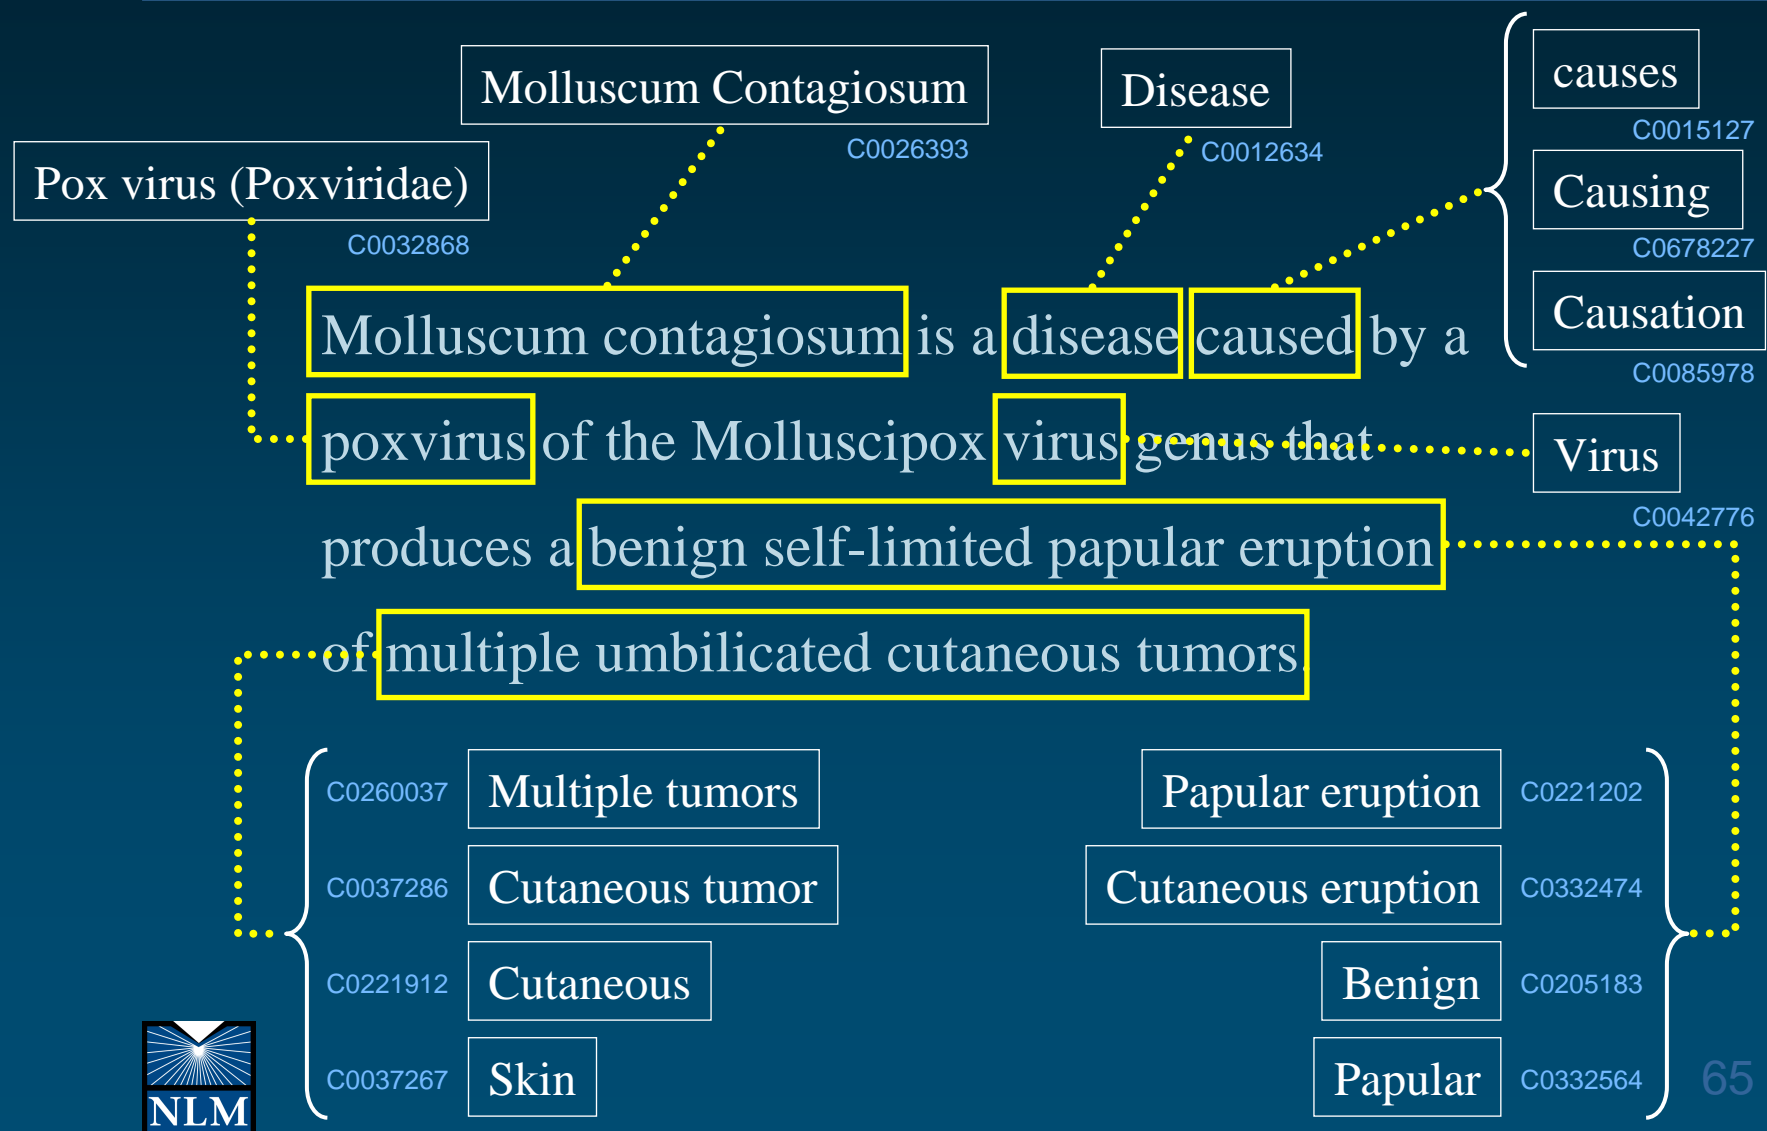 Molluscum Contagiosum
C0026393
Disease
C0012634
causes
C0015127
Causing
C0678227
Causation
C0085978
Pox virus (Poxviridae)
C0032868
Molluscum contagiosum is a disease caused by a
poxvirus of the Molluscipox virus genus that
produces a benign self-limited papular eruption
of multiple umbilicated cutaneous tumors.
Virus
C0042776
C0260037 Multiple tumors
C0037286 Cutaneous tumor
C0221912 Cutaneous
C0037267 Skin
Papular eruption C0221202
Cutaneous eruption C0332474
Benign C0205183
Papular C0332564
NLM
65